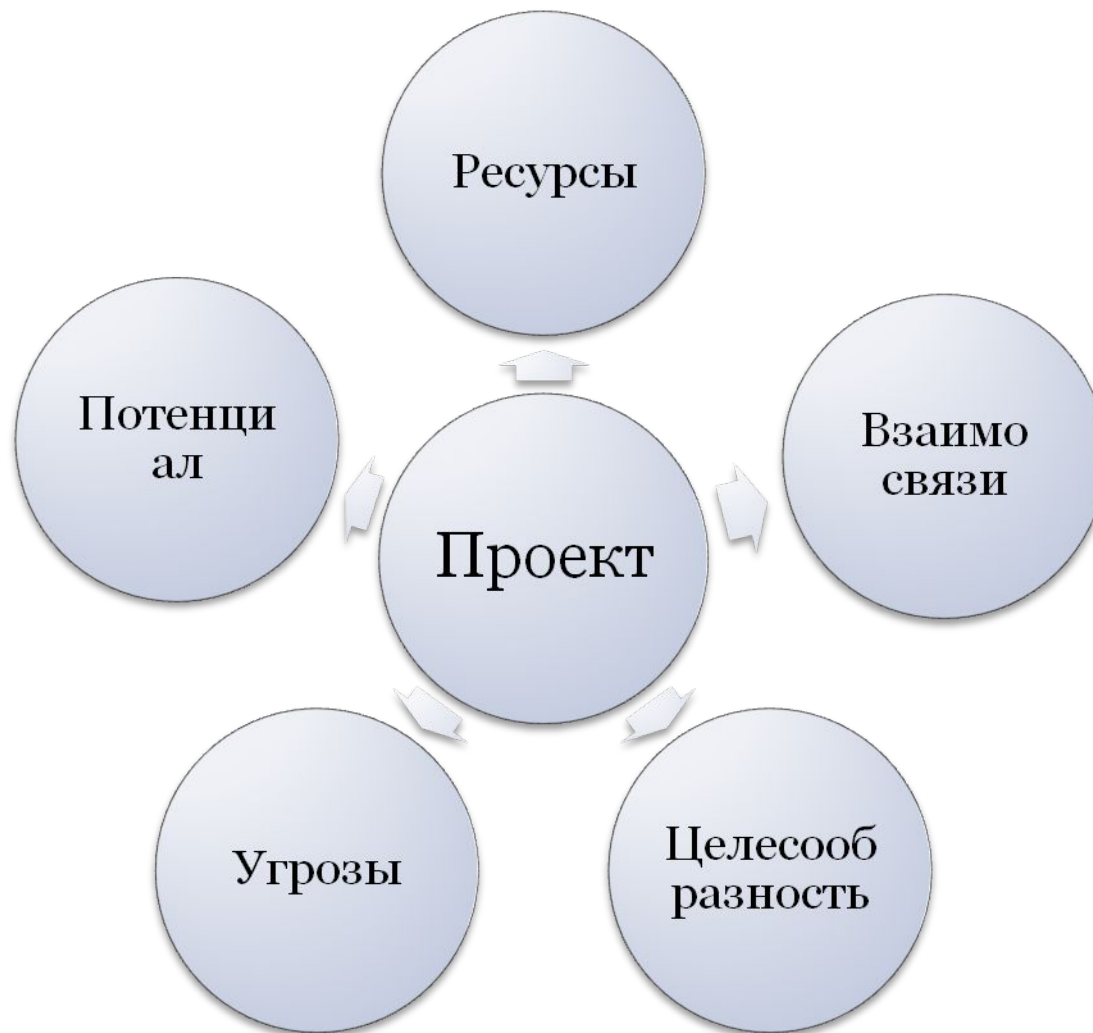 Ресурсы
Потенци
ал
Взаимо
связи
Проект
Угрозы
Целесооб
разность